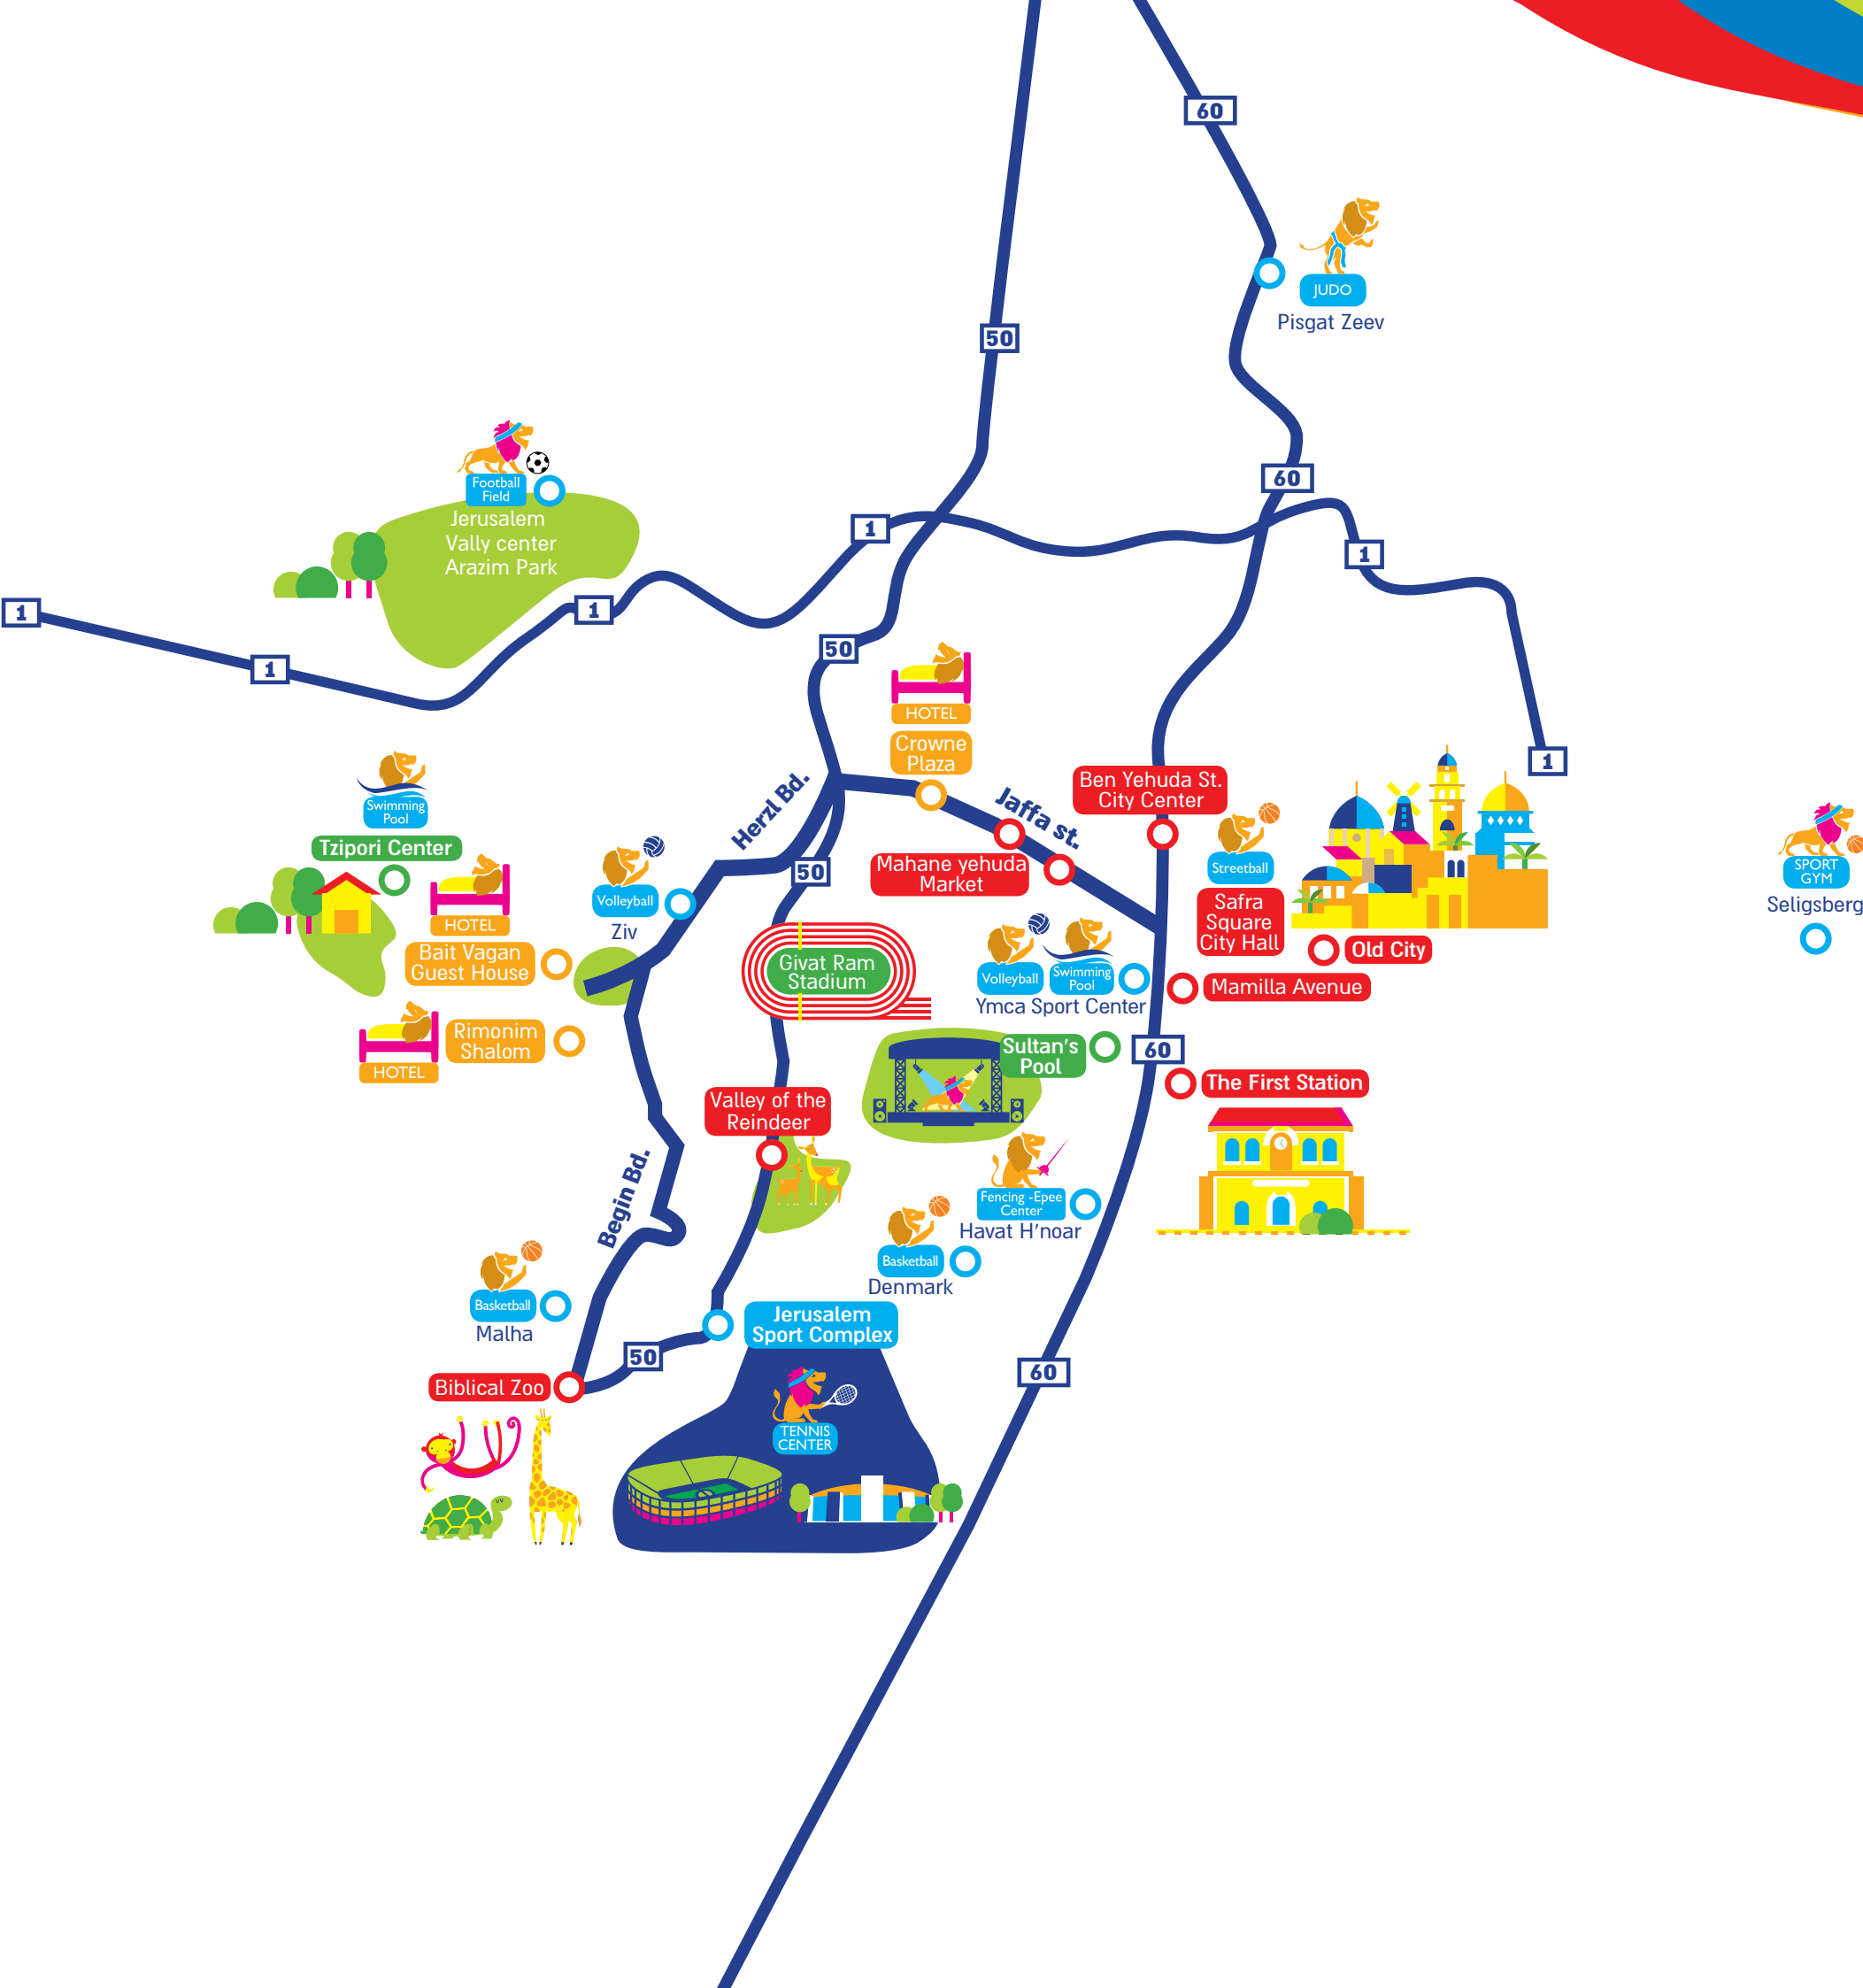 60
JUDO
Pisgat Zeev
50
Football
Field
Jerusalem
Vally center
Arazim Park
60
1
1
1
1
1
50
HOTEL
Crowne
Plaza
1
Swimming
Pool
Tzipori Center
Herzl Bd.
Jaffa st.
Ben Yehuda St.
City Center
Streetball
Safra
Square
City Hall
SPORT
GYM
Seligsberg
Mahane yehuda
Market
50
Volleyball
Ziv
HOTEL
Bait Vagan
Guest House
Givat Ram
Stadium
Volleyball
Swimming
Pool
Ymca Sport Center
Old City
Mamilla Avenue
HOTEL
Rimonim
Shalom
Sultan's
Pool
60
The First Station
Valley of the
Reindeer
Begin Bd.
Fencing -Epee
Center
Havat H'noar
Basketball
Denmark
Basketball
Malha
Jerusalem
Sport Complex
50
60
Biblical Zoo
TENNIS
CENTER